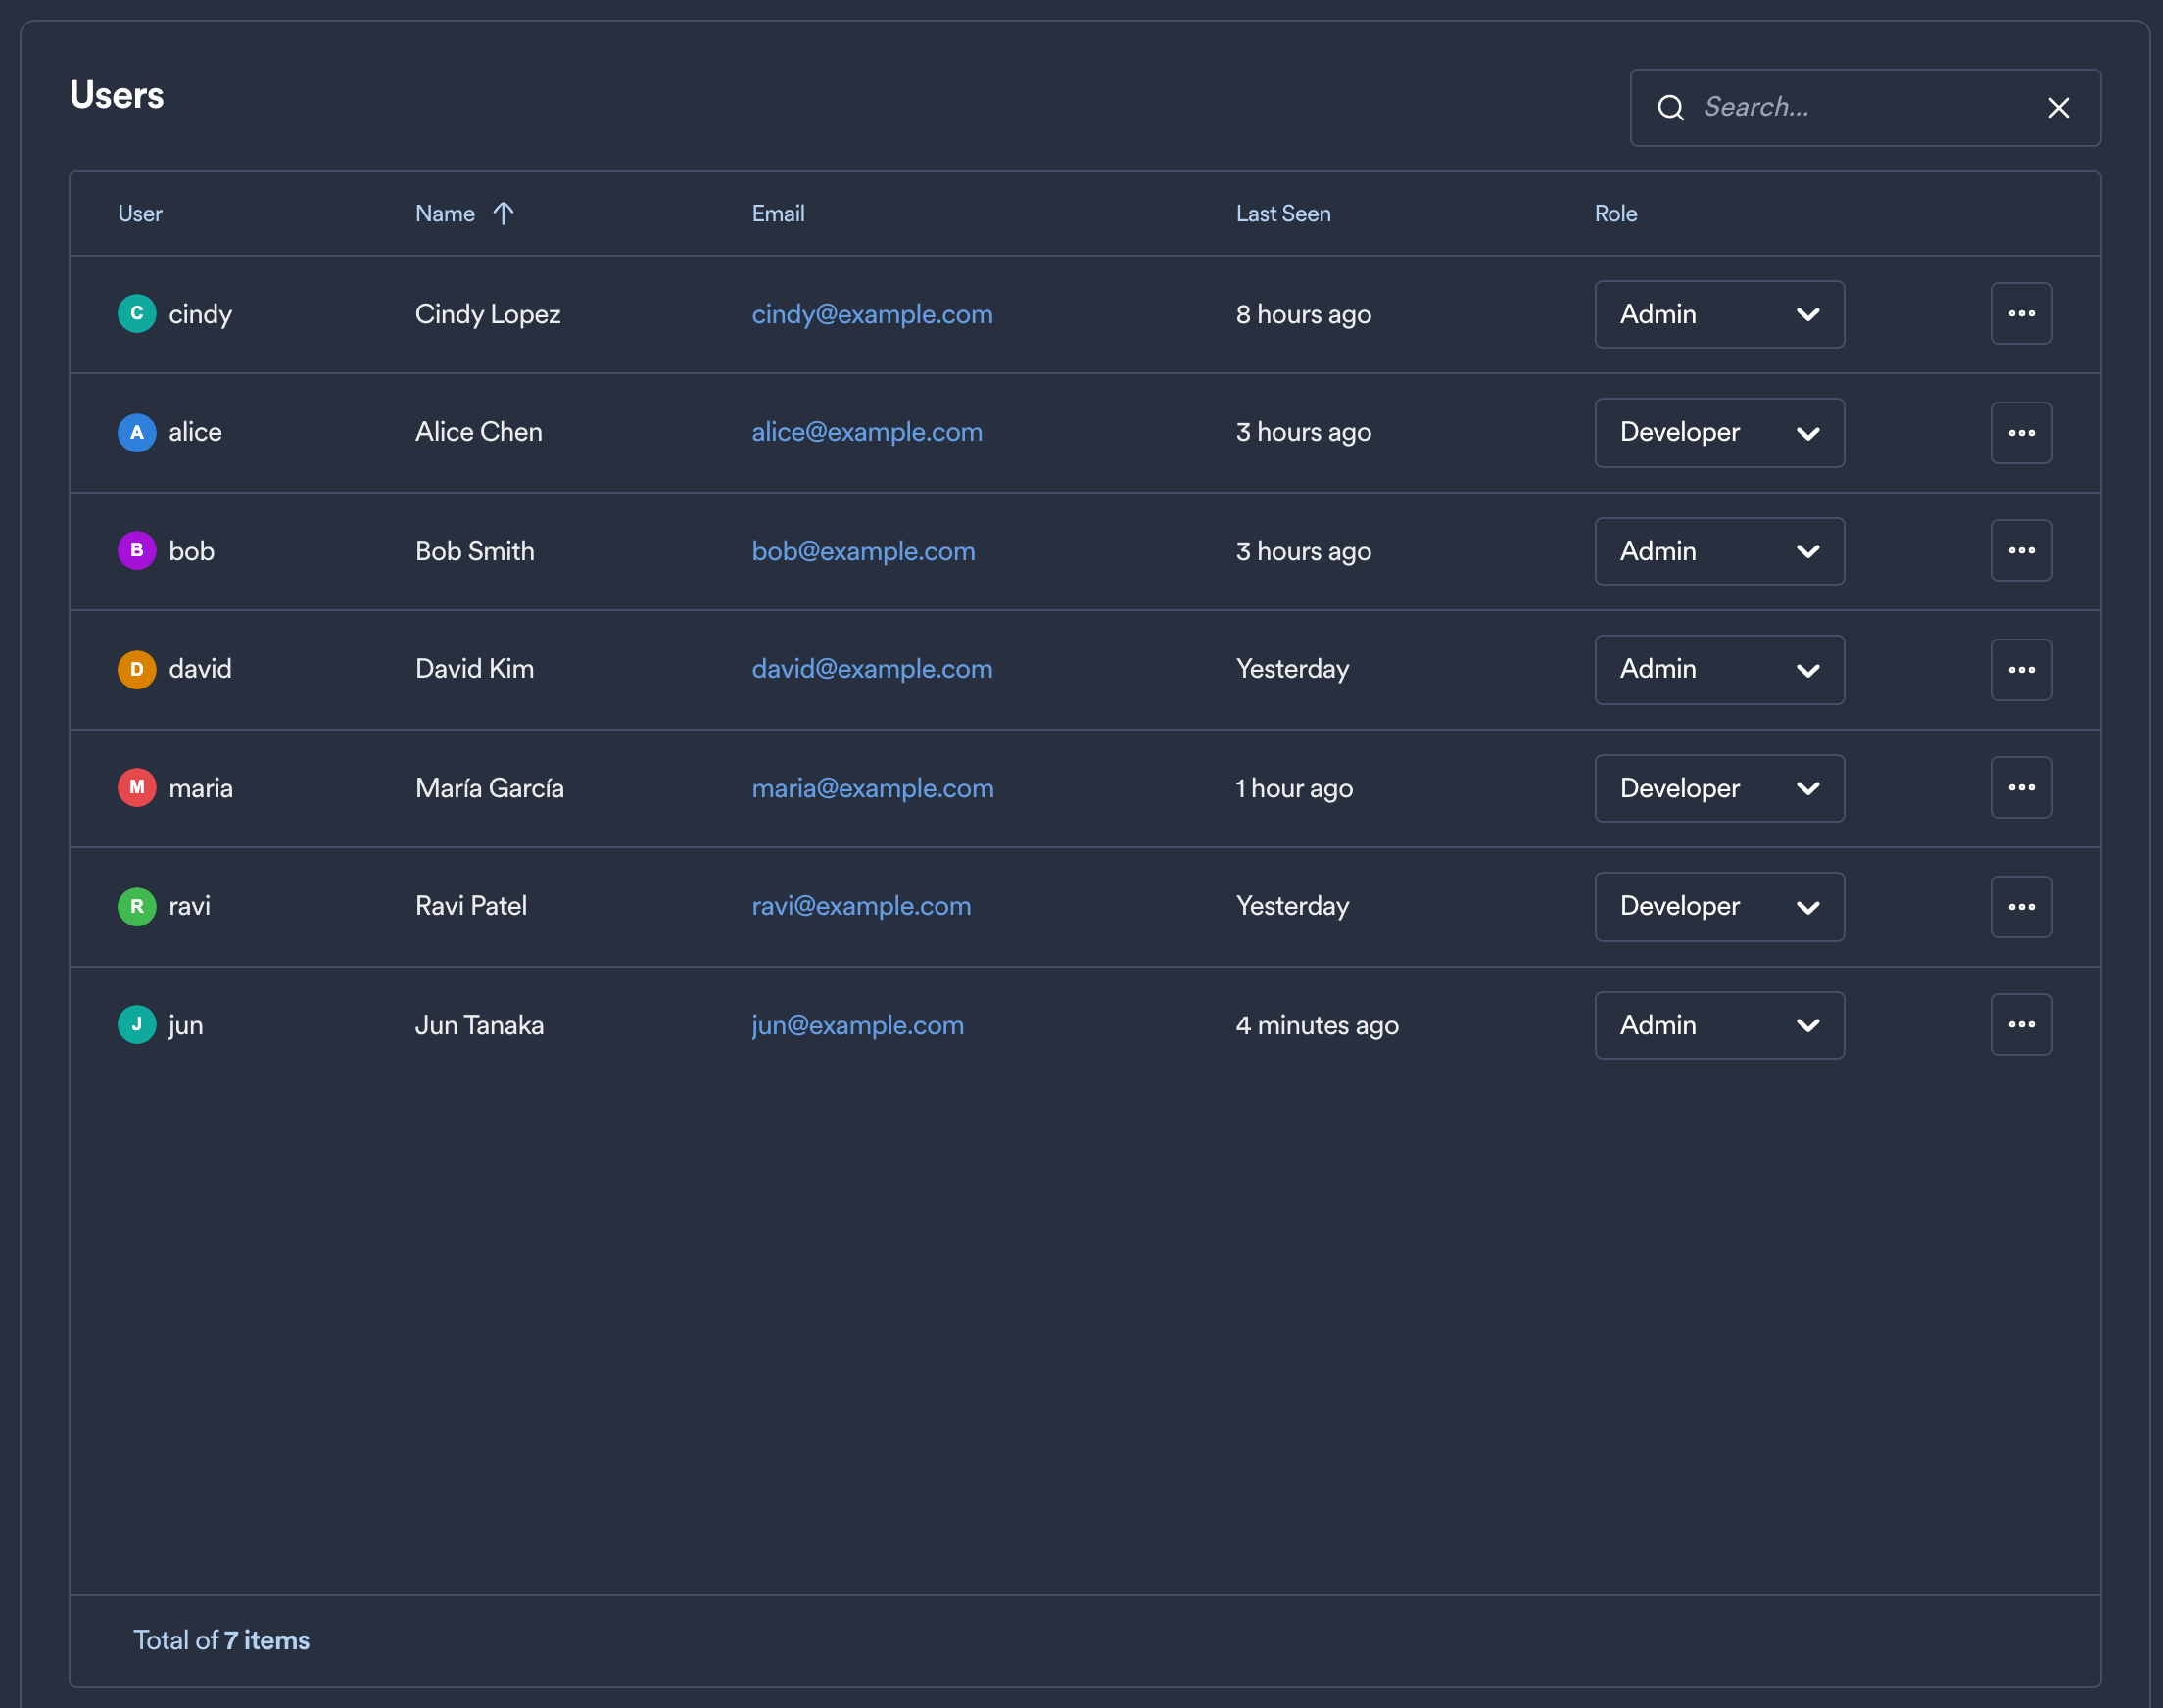 Users
Search...
User Name Email Last Seen Role
C cindy Cindy Lopez cindy@example.com 8 hours ago Admin
A alice Alice Chen alice@example.com 3 hours ago Developer
B bob Bob Smith bob@example.com 3 hours ago Admin
D david David Kim david@example.com Yesterday Admin
M maria María García maria@example.com 1 hour ago Developer
R ravi Ravi Patel ravi@example.com Yesterday Developer
J jun Jun Tanaka jun@example.com 4 minutes ago Admin
Total of 7 items